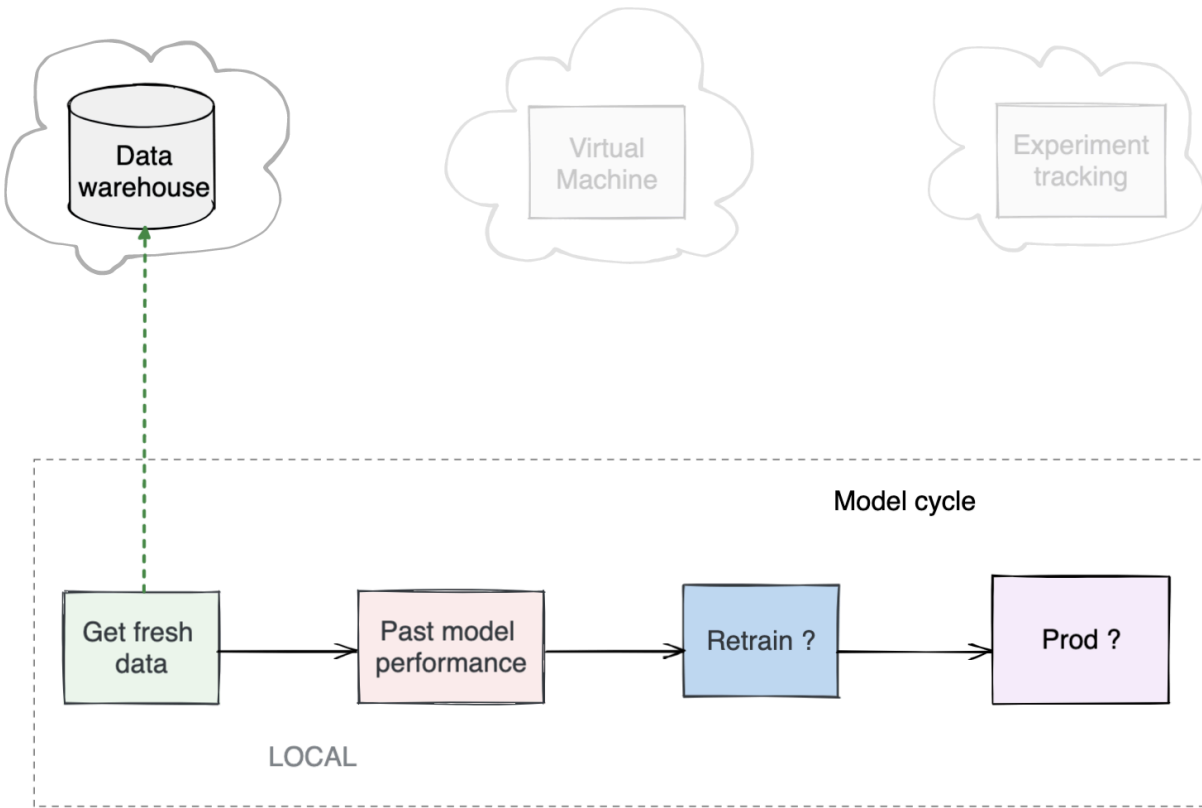 Data
warehouse
Virtual
Machine
Experiment
tracking
Model cycle
Get fresh
data
Past model
performance
Retrain ?
Prod ?
LOCAL